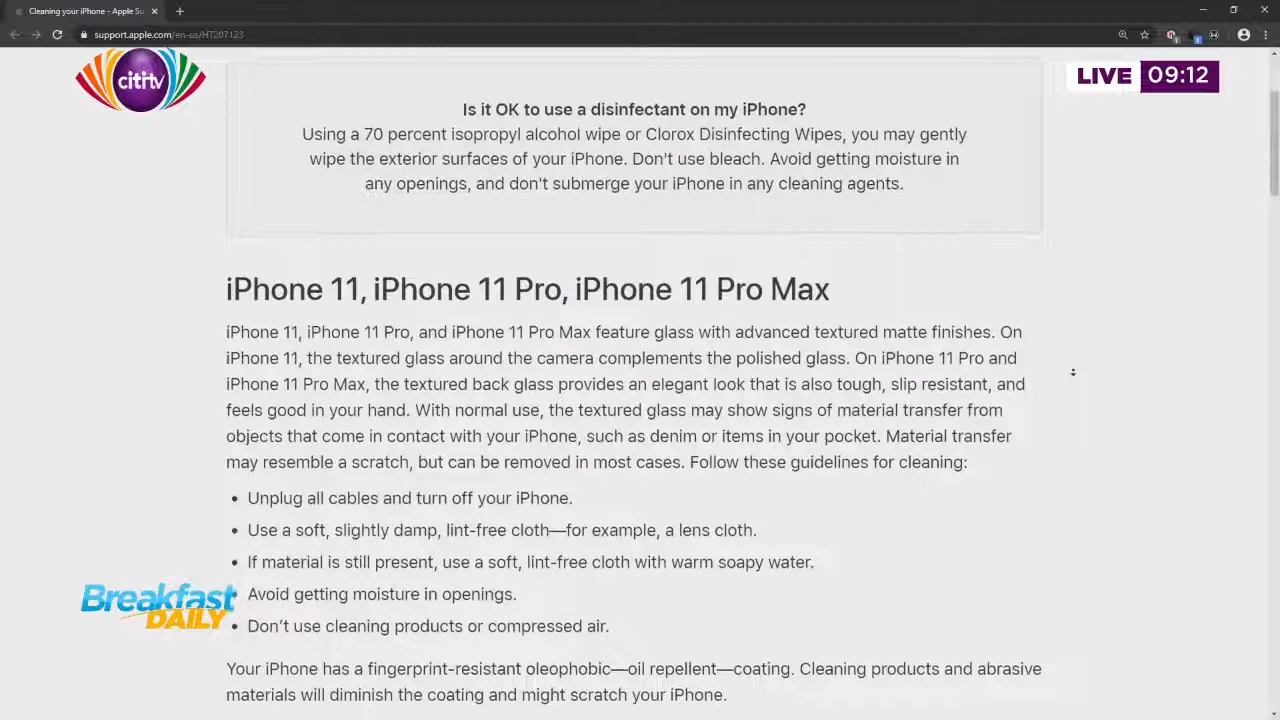 Cleaning your iPhone - Apple Su
support.apple.com/en-us/HT207123
cititv
LIVE 09:12
Is it OK to use a disinfectant on my iPhone?
Using a 70 percent isopropyl alcohol wipe or Clorox Disinfecting Wipes, you may gently
wipe the exterior surfaces of your iPhone. Don't use bleach. Avoid getting moisture in
any openings, and don't submerge your iPhone in any cleaning agents.
iPhone 11, iPhone 11 Pro, iPhone 11 Pro Max
iPhone 11, iPhone 11 Pro, and iPhone 11 Pro Max feature glass with advanced textured matte finishes. On
iPhone 11, the textured glass around the camera complements the polished glass. On iPhone 11 Pro and
iPhone 11 Pro Max, the textured back glass provides an elegant look that is also tough, slip resistant, and
feels good in your hand. With normal use, the textured glass may show signs of material transfer from
objects that come in contact with your iPhone, such as denim or items in your pocket. Material transfer
may resemble a scratch, but can be removed in most cases. Follow these guidelines for cleaning:
• Unplug all cables and turn off your iPhone.
• Use a soft, slightly damp, lint-free cloth—for example, a lens cloth.
• If material is still present, use a soft, lint-free cloth with warm soapy water.
• Avoid getting moisture in openings.
• Don’t use cleaning products or compressed air.
Breakfast
DAILY
Your iPhone has a fingerprint-resistant oleophobic—oil repellent—coating. Cleaning products and abrasive
materials will diminish the coating and might scratch your iPhone.